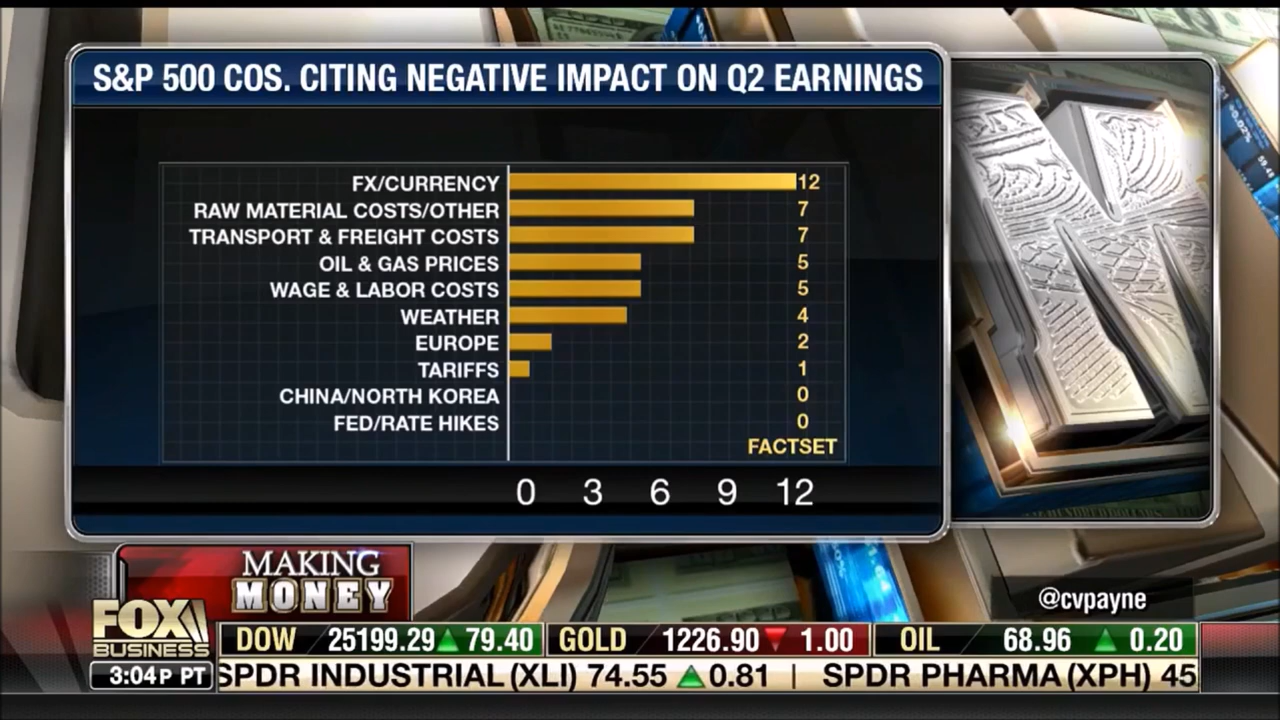 S&P 500 COS. CITING NEGATIVE IMPACT ON Q2 EARNINGS
FX/CURRENCY 12
RAW MATERIAL COSTS/OTHER 7
TRANSPORT & FREIGHT COSTS 7
OIL & GAS PRICES 5
WAGE & LABOR COSTS 5
WEATHER 4
EUROPE 2
TARIFFS 1
CHINA/NORTH KOREA 0
FED/RATE HIKES 0
FACTSET
0 3 6 9 12
MAKING
MONEY
@cvpayne
FOX
BUSINESS
DOW 25199.29 ▲ 79.40 GOLD 1226.90 ▼ 1.00 OIL 68.96 ▲ 0.20
3:04P PT
SPDR INDUSTRIAL (XLI) 74.55 ▲ 0.81 | SPDR PHARMA (XPH) 45